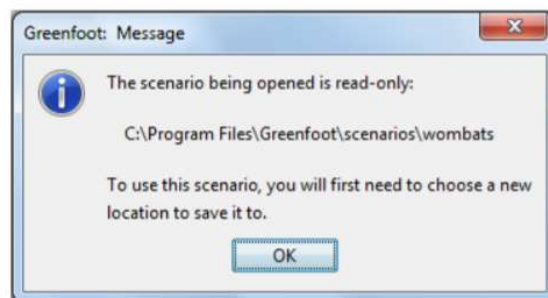 Greenfoot: Message
The scenario being opened is read-only:
C:\Program Files\Greenfoot\scenarios\wombats
To use this scenario, you will first need to choose a new
location to save it to.
OK